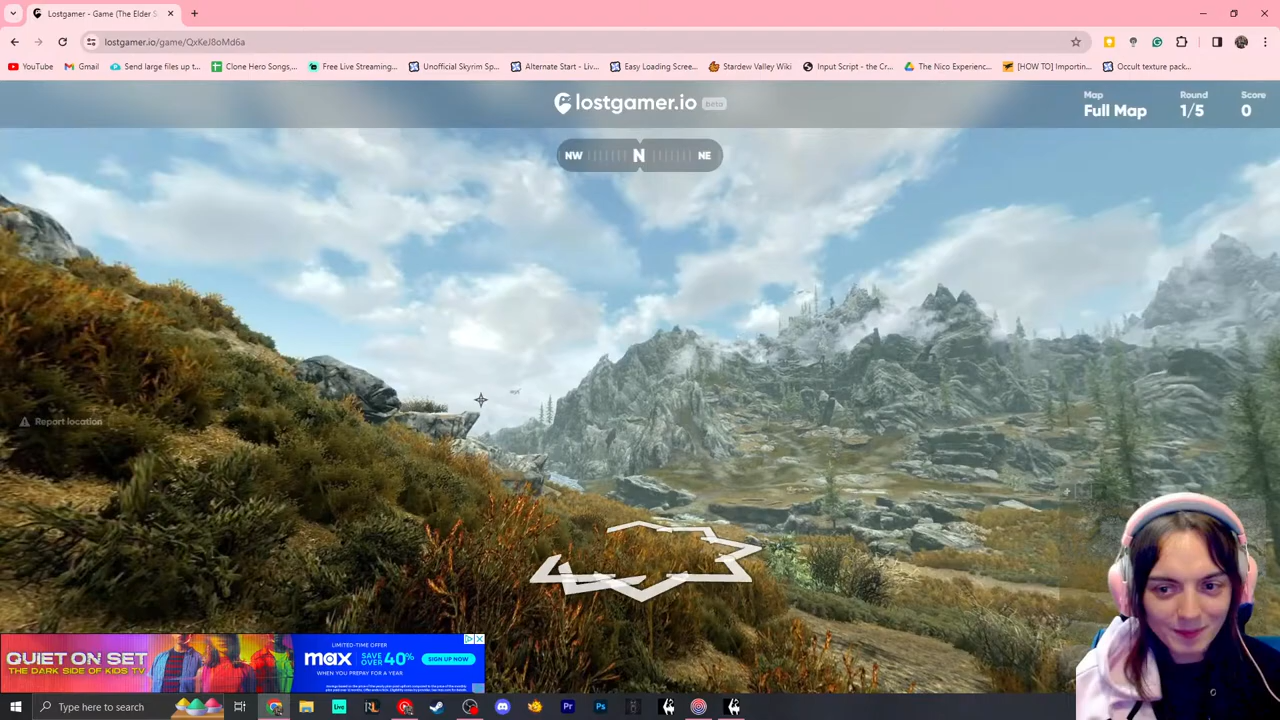 Lostgamer - Game (The Elder S
lostgamer.io/game/QxKeJ8oMd6a
YouTube
Gmail
Send large files up t...
Clone Hero Songs,...
Free Live Streaming...
Unofficial Skyrim Sp...
Alternate Start - Liv...
Easy Loading Scree...
Stardew Valley Wiki
Input Script - the Cr...
The Nico Experienc...
[HOW TO] Importin...
Occult texture pac...
lostgamer.io beta
Map
Full Map
Round
1/5
Score
0
NW N NE
Report location
QUIET ON SET
THE DARK SIDE OF KIDS TV
LIMITED-TIME OFFER
max SAVE OVER 40%
WHEN YOU PREPAY FOR A YEAR
SIGN UP NOW
Type here to search